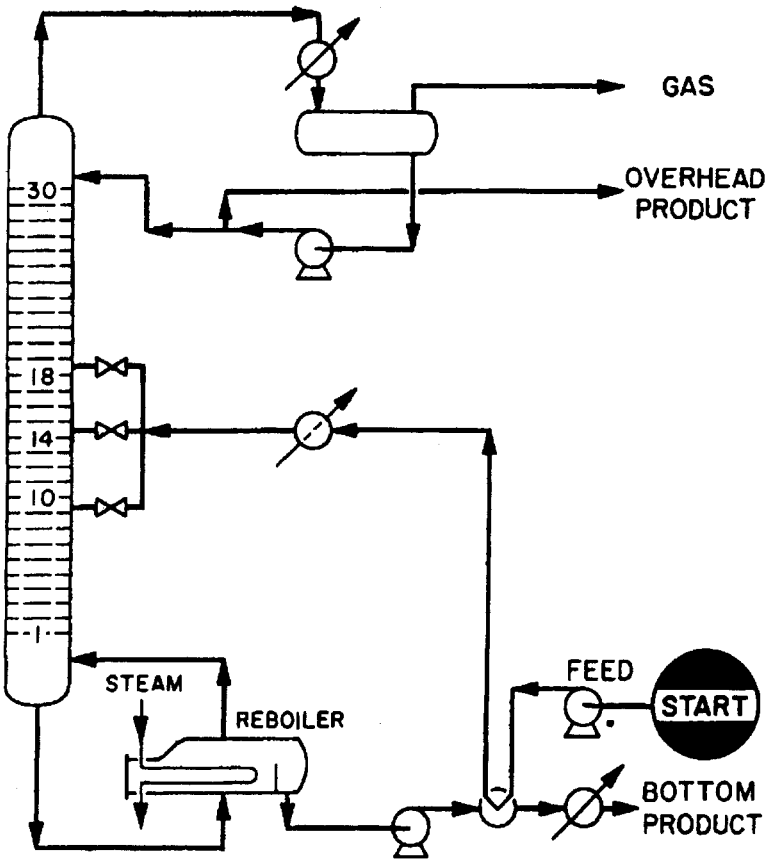 GAS
OVERHEAD
PRODUCT
30
18
14
10
1
STEAM
REBOILER
FEED
START
BOTTOM
PRODUCT